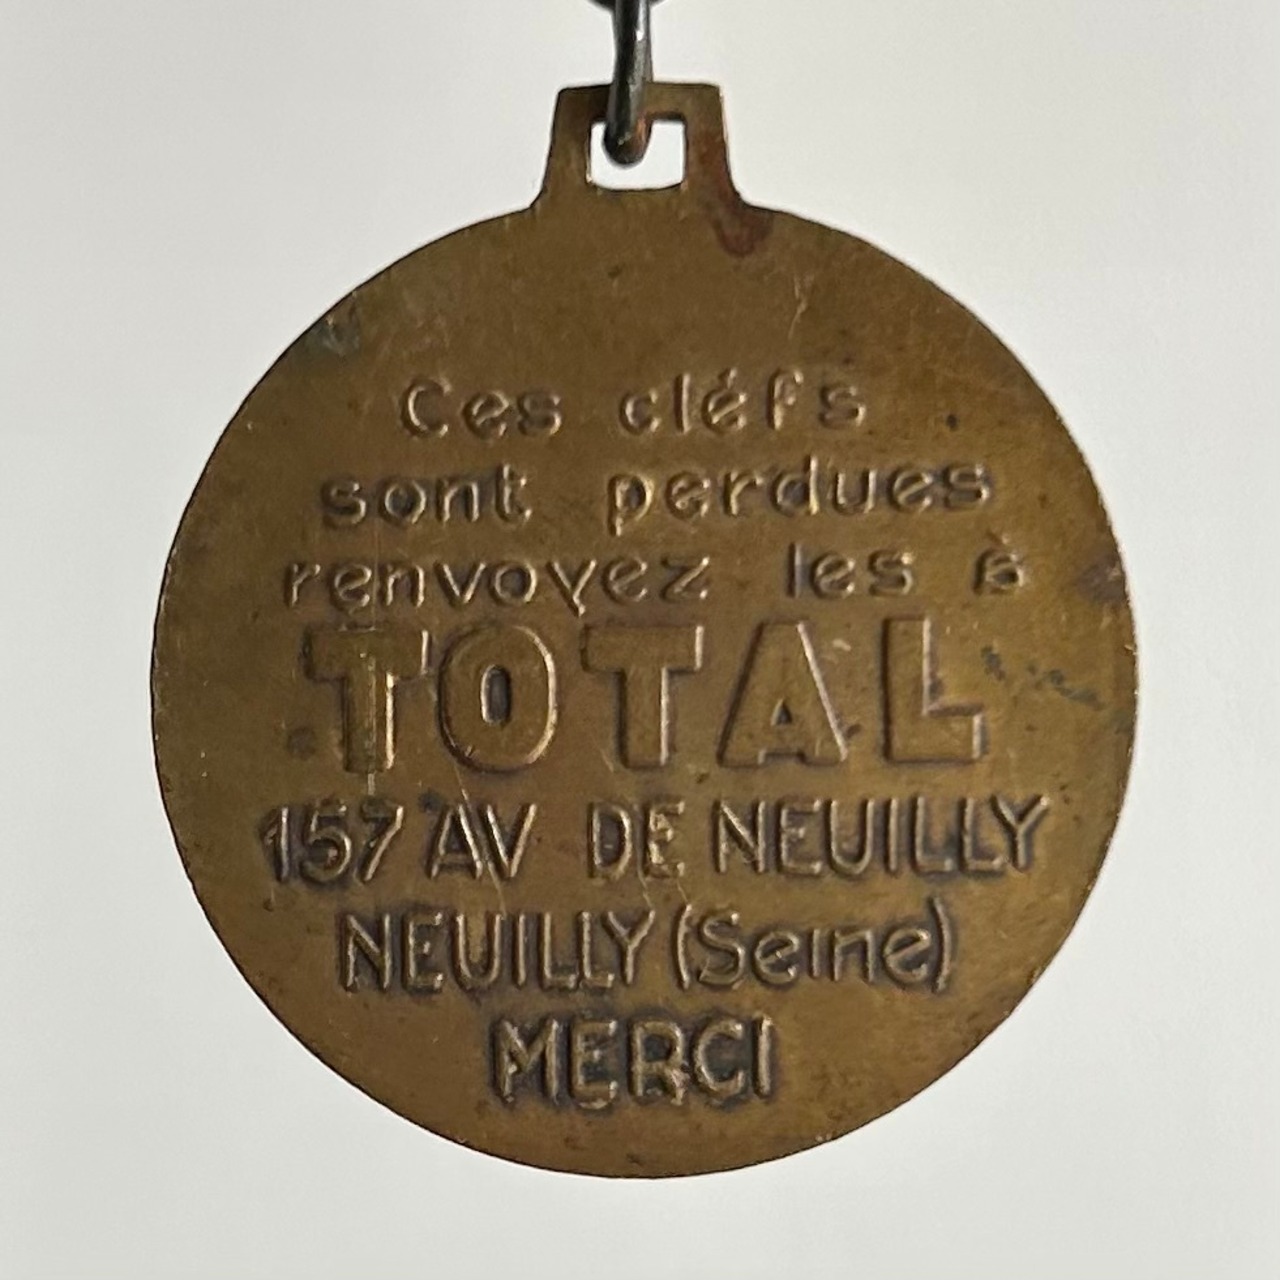 Ces cléfs
sont perdues
renvoyez les à
TOTAL
157 AV DE NEUILLY
NEUILLY (Seine)
MERCI